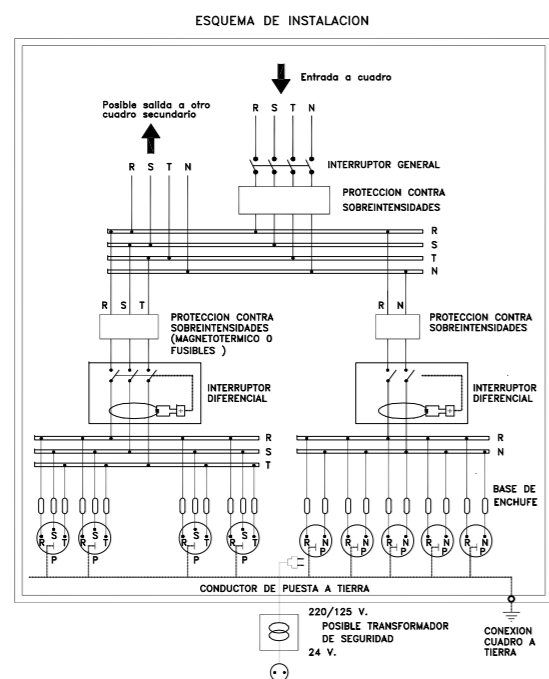 ESQUEMA DE INSTALACION
Entrada a cuadro
Posible salida a otro
cuadro secundario
R S T N
R S T N
INTERRUPTOR GENERAL
PROTECCION CONTRA
SOBREINTENSIDADES
R
S
T
N
R S T
R N
PROTECCION CONTRA
SOBREINTENSIDADES
(MAGNETOTERMICO O
FUSIBLES )
PROTECCION CONTRA
SOBREINTENSIDADES
INTERRUPTOR
DIFERENCIAL
INTERRUPTOR
DIFERENCIAL
R
S
T
R
N
BASE DE
ENCHUFE
R S T
P
R S T
P
R S T
P
R S T
P
R N
P
R N
P
R N
P
R N
P
R N
P
CONDUCTOR DE PUESTA A TIERRA
220/125 V.
POSIBLE TRANSFORMADOR
DE SEGURIDAD
24 V.
CONEXION
CUADRO A
TIERRA